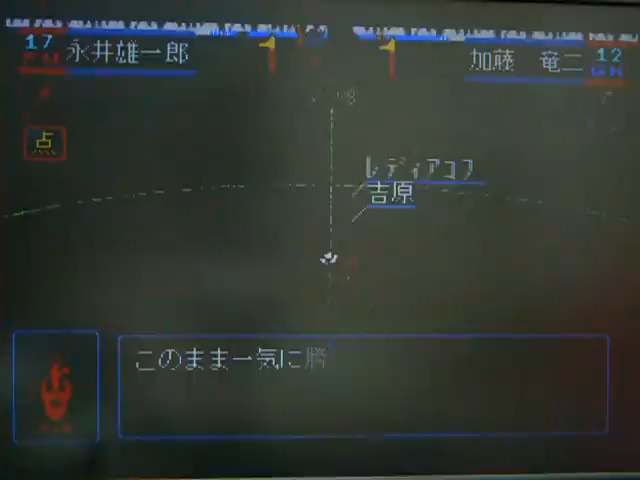 17 永井雄一郎
加藤 竜二 12
点
レディアコフ
吉原
このまま一気に勝